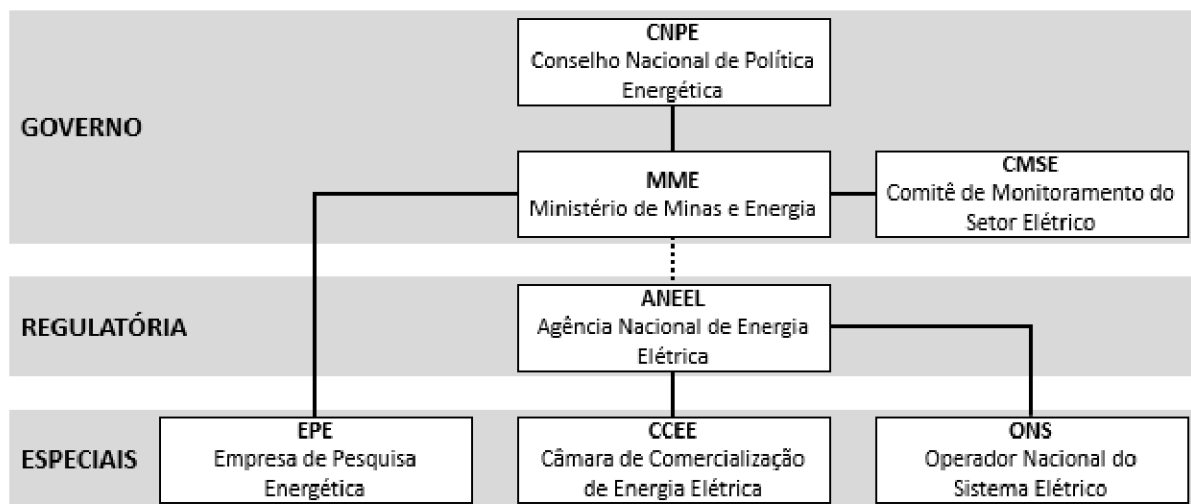 CNPE
Conselho Nacional de Política
Energética
GOVERNO
MME
Ministério de Minas e Energia
CMSE
Comitê de Monitoramento do
Setor Elétrico
REGULATÓRIA
ANEEL
Agência Nacional de Energia
Elétrica
ESPECIAIS
EPE
Empresa de Pesquisa
Energética
CCEE
Câmara de Comercialização
de Energia Elétrica
ONS
Operador Nacional do
Sistema Elétrico